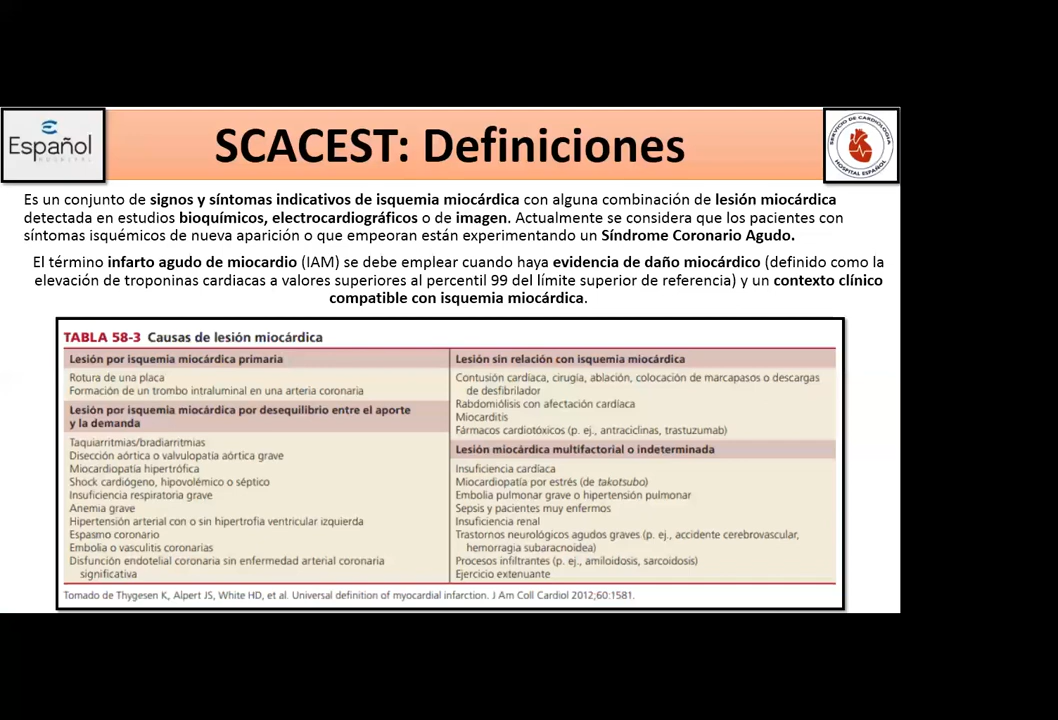 Español
HOSPITAL
SCACEST: Definiciones
SERVICIO DE CARDIOLOGIA
HOSPITAL ESPAÑOL
Es un conjunto de signos y síntomas indicativos de isquemia miocárdica con alguna combinación de lesión miocárdica
detectada en estudios bioquímicos, electrocardiográficos o de imagen. Actualmente se considera que los pacientes con
síntomas isquémicos de nueva aparición o que empeoran están experimentando un Síndrome Coronario Agudo.
El término infarto agudo de miocardio (IAM) se debe emplear cuando haya evidencia de daño miocárdico (definido como la
elevación de troponinas cardiacas a valores superiores al percentil 99 del límite superior de referencia) y un contexto clínico
compatible con isquemia miocárdica.
TABLA 58-3 Causas de lesión miocárdica
Lesión por isquemia miocárdica primaria
Rotura de una placa
Formación de un trombo intraluminal en una arteria coronaria
Lesión por isquemia miocárdica por desequilibrio entre el aporte
y la demanda
Taquiarritmias/bradiarritmias
Disección aórtica o valvulopatía aórtica grave
Miocardiopatía hipertrófica
Shock cardiógeno, hipovolémico o séptico
Insuficiencia respiratoria grave
Anemia grave
Hipertensión arterial con o sin hipertrofia ventricular izquierda
Espasmo coronario
Embolia o vasculitis coronarias
Disfunción endotelial coronaria sin enfermedad arterial coronaria
significativa
Lesión sin relación con isquemia miocárdica
Contusión cardíaca, cirugía, ablación, colocación de marcapasos o descargas
de desfibrilador
Rabdomiólisis con afectación cardíaca
Miocarditis
Fármacos cardiotóxicos (p. ej., antraciclinas, trastuzumab)
Lesión miocárdica multifactorial o indeterminada
Insuficiencia cardíaca
Miocardiopatía por estrés (de takotsubo)
Embolia pulmonar grave o hipertensión pulmonar
Sepsis y pacientes muy enfermos
Insuficiencia renal
Trastornos neurológicos agudos graves (p. ej., accidente cerebrovascular,
hemorragia subaracnoidea)
Procesos infiltrantes (p. ej., amiloidosis, sarcoidosis)
Ejercicio extenuante
Tomado de Thygesen K, Alpert JS, White HD, et al. Universal definition of myocardial infarction. J Am Coll Cardiol 2012;60:1581.